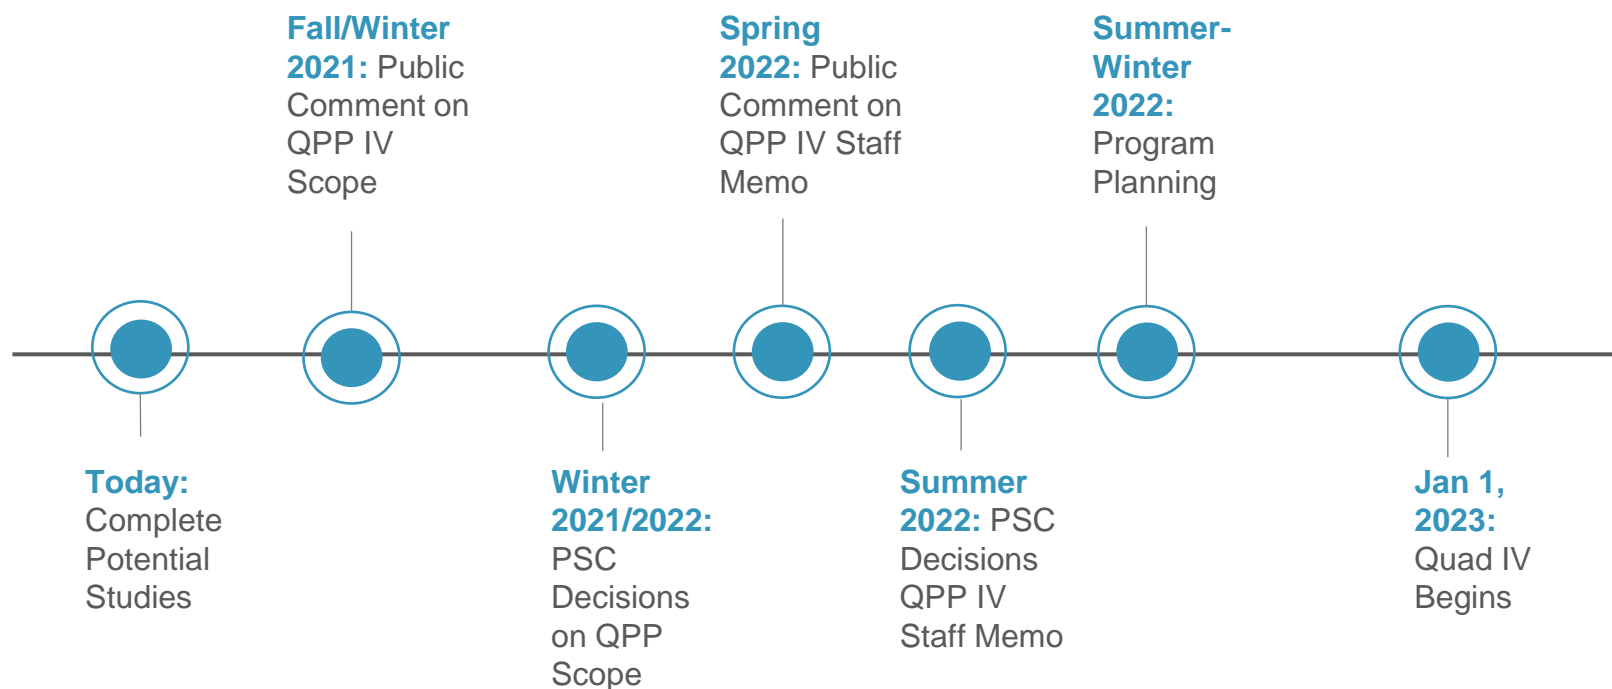 Fall/Winter
2021: Public
Comment on
QPP IV
Scope
Spring
2022: Public
Comment on
QPP IV Staff
Memo
Summer-
Winter
2022:
Program
Planning
Today:
Complete
Potential
Studies
Winter
2021/2022:
PSC
Decisions
on QPP
Scope
Summer
2022: PSC
Decisions
QPP IV
Staff Memo
Jan 1,
2023:
Quad IV
Begins